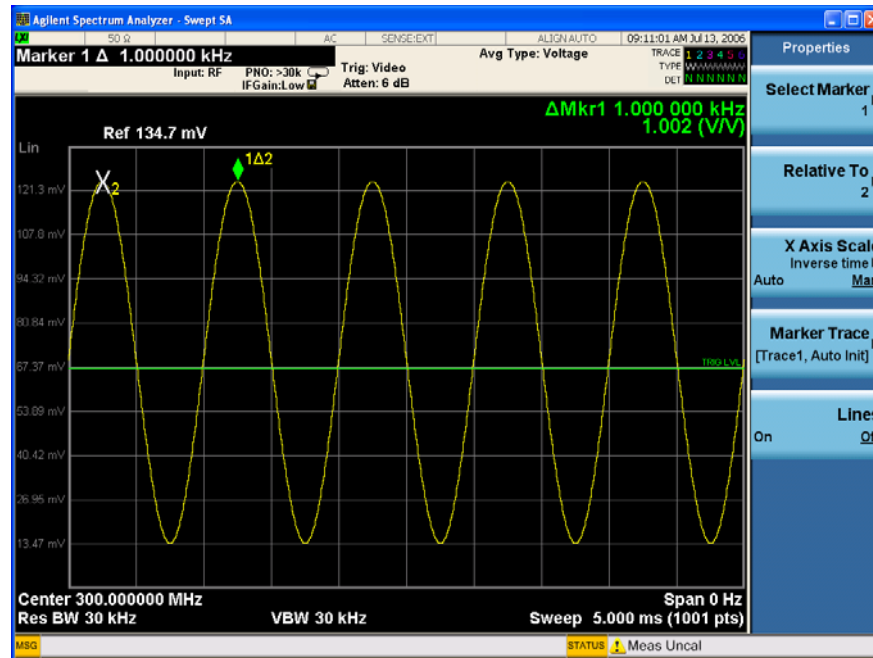 Agilent Spectrum Analyzer - Swept SA
LXI 50 Ω AC SENSE:EXT ALIGN AUTO 09:11:01 AM Jul 13, 2006
Marker 1 Δ 1.000000 kHz
Input: RF
PNO: >30k
IFGain:Low
Trig: Video
Atten: 6 dB
Avg Type: Voltage
TRACE 1 2 3 4 5 6
TYPE WWWWWW
DET N N N N N N
ΔMkr1 1.000 000 kHz
1.002 (V/V)
Ref 134.7 mV
Lin
X2
1Δ2
121.3 mV
107.8 mV
94.32 mV
80.84 mV
67.37 mV
TRIG LVL
53.89 mV
40.42 mV
26.95 mV
13.47 mV
Center 300.000000 MHz
Span 0 Hz
Res BW 30 kHz
VBW 30 kHz
Sweep 5.000 ms (1001 pts)
MSG
STATUS Meas Uncal
Properties
Select Marker
1
Relative To
2
X Axis Scal
Inverse time
Auto Ma
Marker Trace
[Trace1, Auto Init]
Line
On O